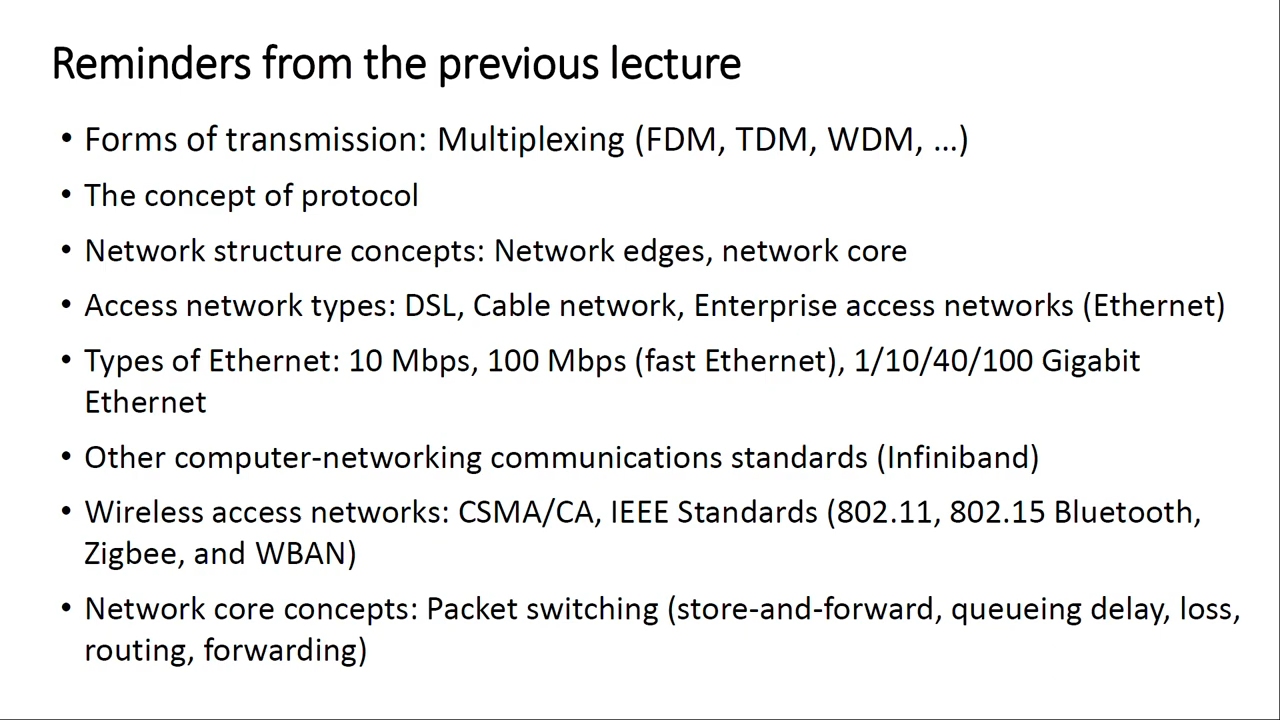 Reminders from the previous lecture
• Forms of transmission: Multiplexing (FDM, TDM, WDM, …)
• The concept of protocol
• Network structure concepts: Network edges, network core
• Access network types: DSL, Cable network, Enterprise access networks (Ethernet)
• Types of Ethernet: 10 Mbps, 100 Mbps (fast Ethernet), 1/10/40/100 Gigabit
Ethernet
• Other computer-networking communications standards (Infiniband)
• Wireless access networks: CSMA/CA, IEEE Standards (802.11, 802.15 Bluetooth,
Zigbee, and WBAN)
• Network core concepts: Packet switching (store-and-forward, queueing delay, loss,
routing, forwarding)